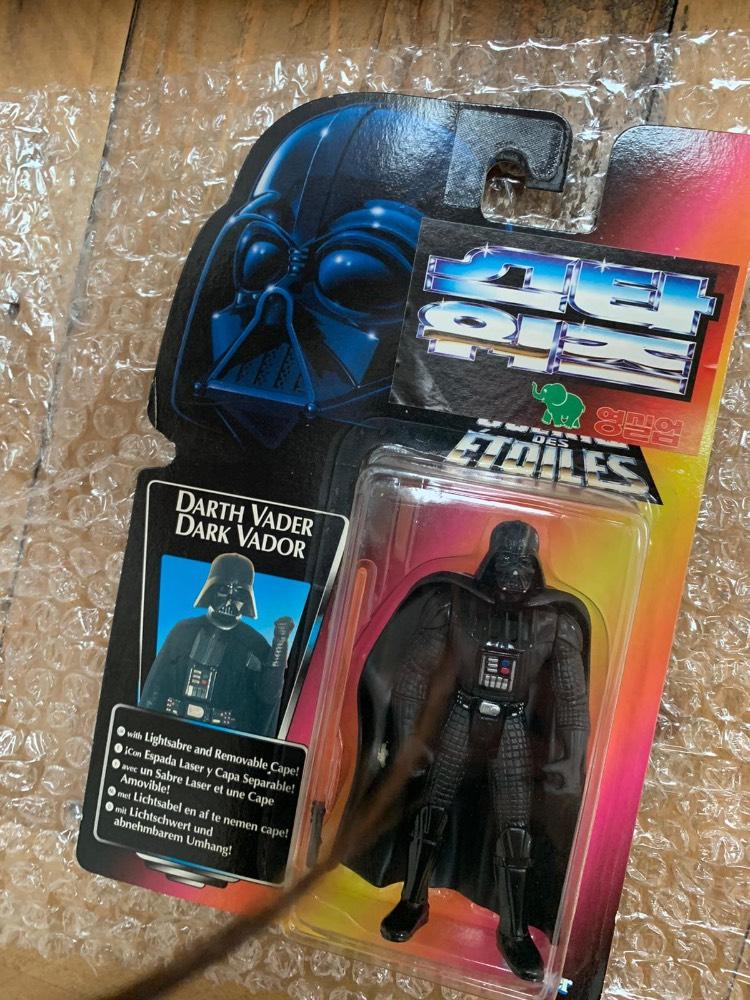 스타
워즈
영실업
DES
ÉTOILES
DARTH VADER
DARK VADOR
with Lightsabre and Removable Cape!
¡Con Espada Laser y Capa Separable!
avec un Sabre Laser et une Cape
Amovible!
met Lichtsabel en af te nemen cape!
mit Lichtschwert und
abnehmbarem Umhang!